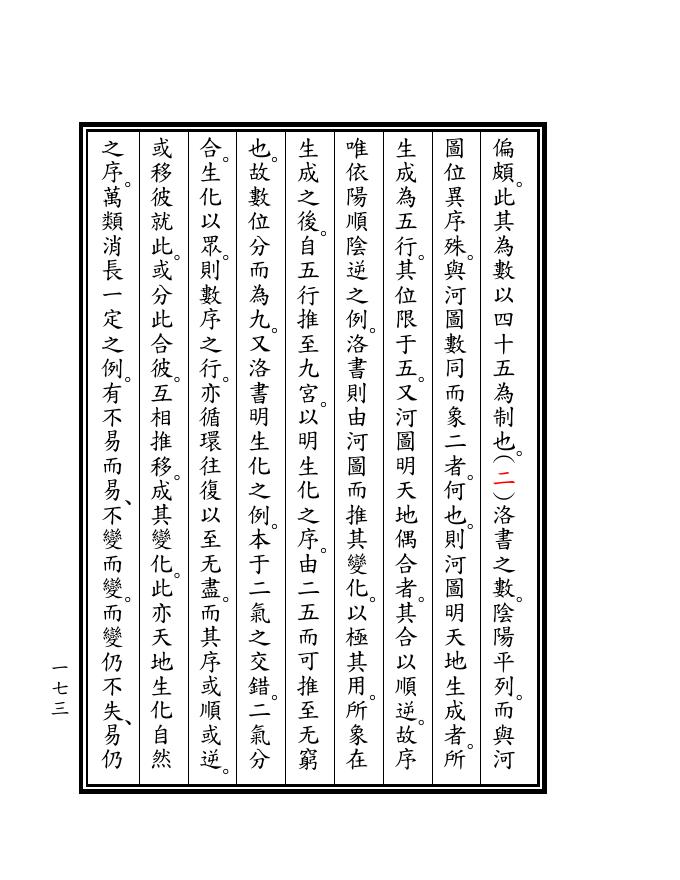 偏頗。此其為數以四十五為制也。（二）洛書之數。陰陽平列。而與河
圖位異序殊。與河圖數同而象二者。何也。則河圖明天地生成者。所
生成為五行。其位限于五。又河圖明天地偶合者。其合以順逆。故序
唯依陽順陰逆之例。洛書則由河圖而推其變化。以極其用。所象在
生成之後。自五行推至九宮。以明生化之序。由二五而可推至无窮
也。故數位分而為九。又洛書明生化之例。本于二氣之交錯。二氣分
合。生化以眾。則數序之行。亦循環往復以至无盡。而其序或順或逆。
或移彼就此。或分此合彼。互相推移。成其變化。此亦天地生化自然
之序。萬類消長一定之例。有不易而易、不變而變。而變仍不失、易仍
一七三